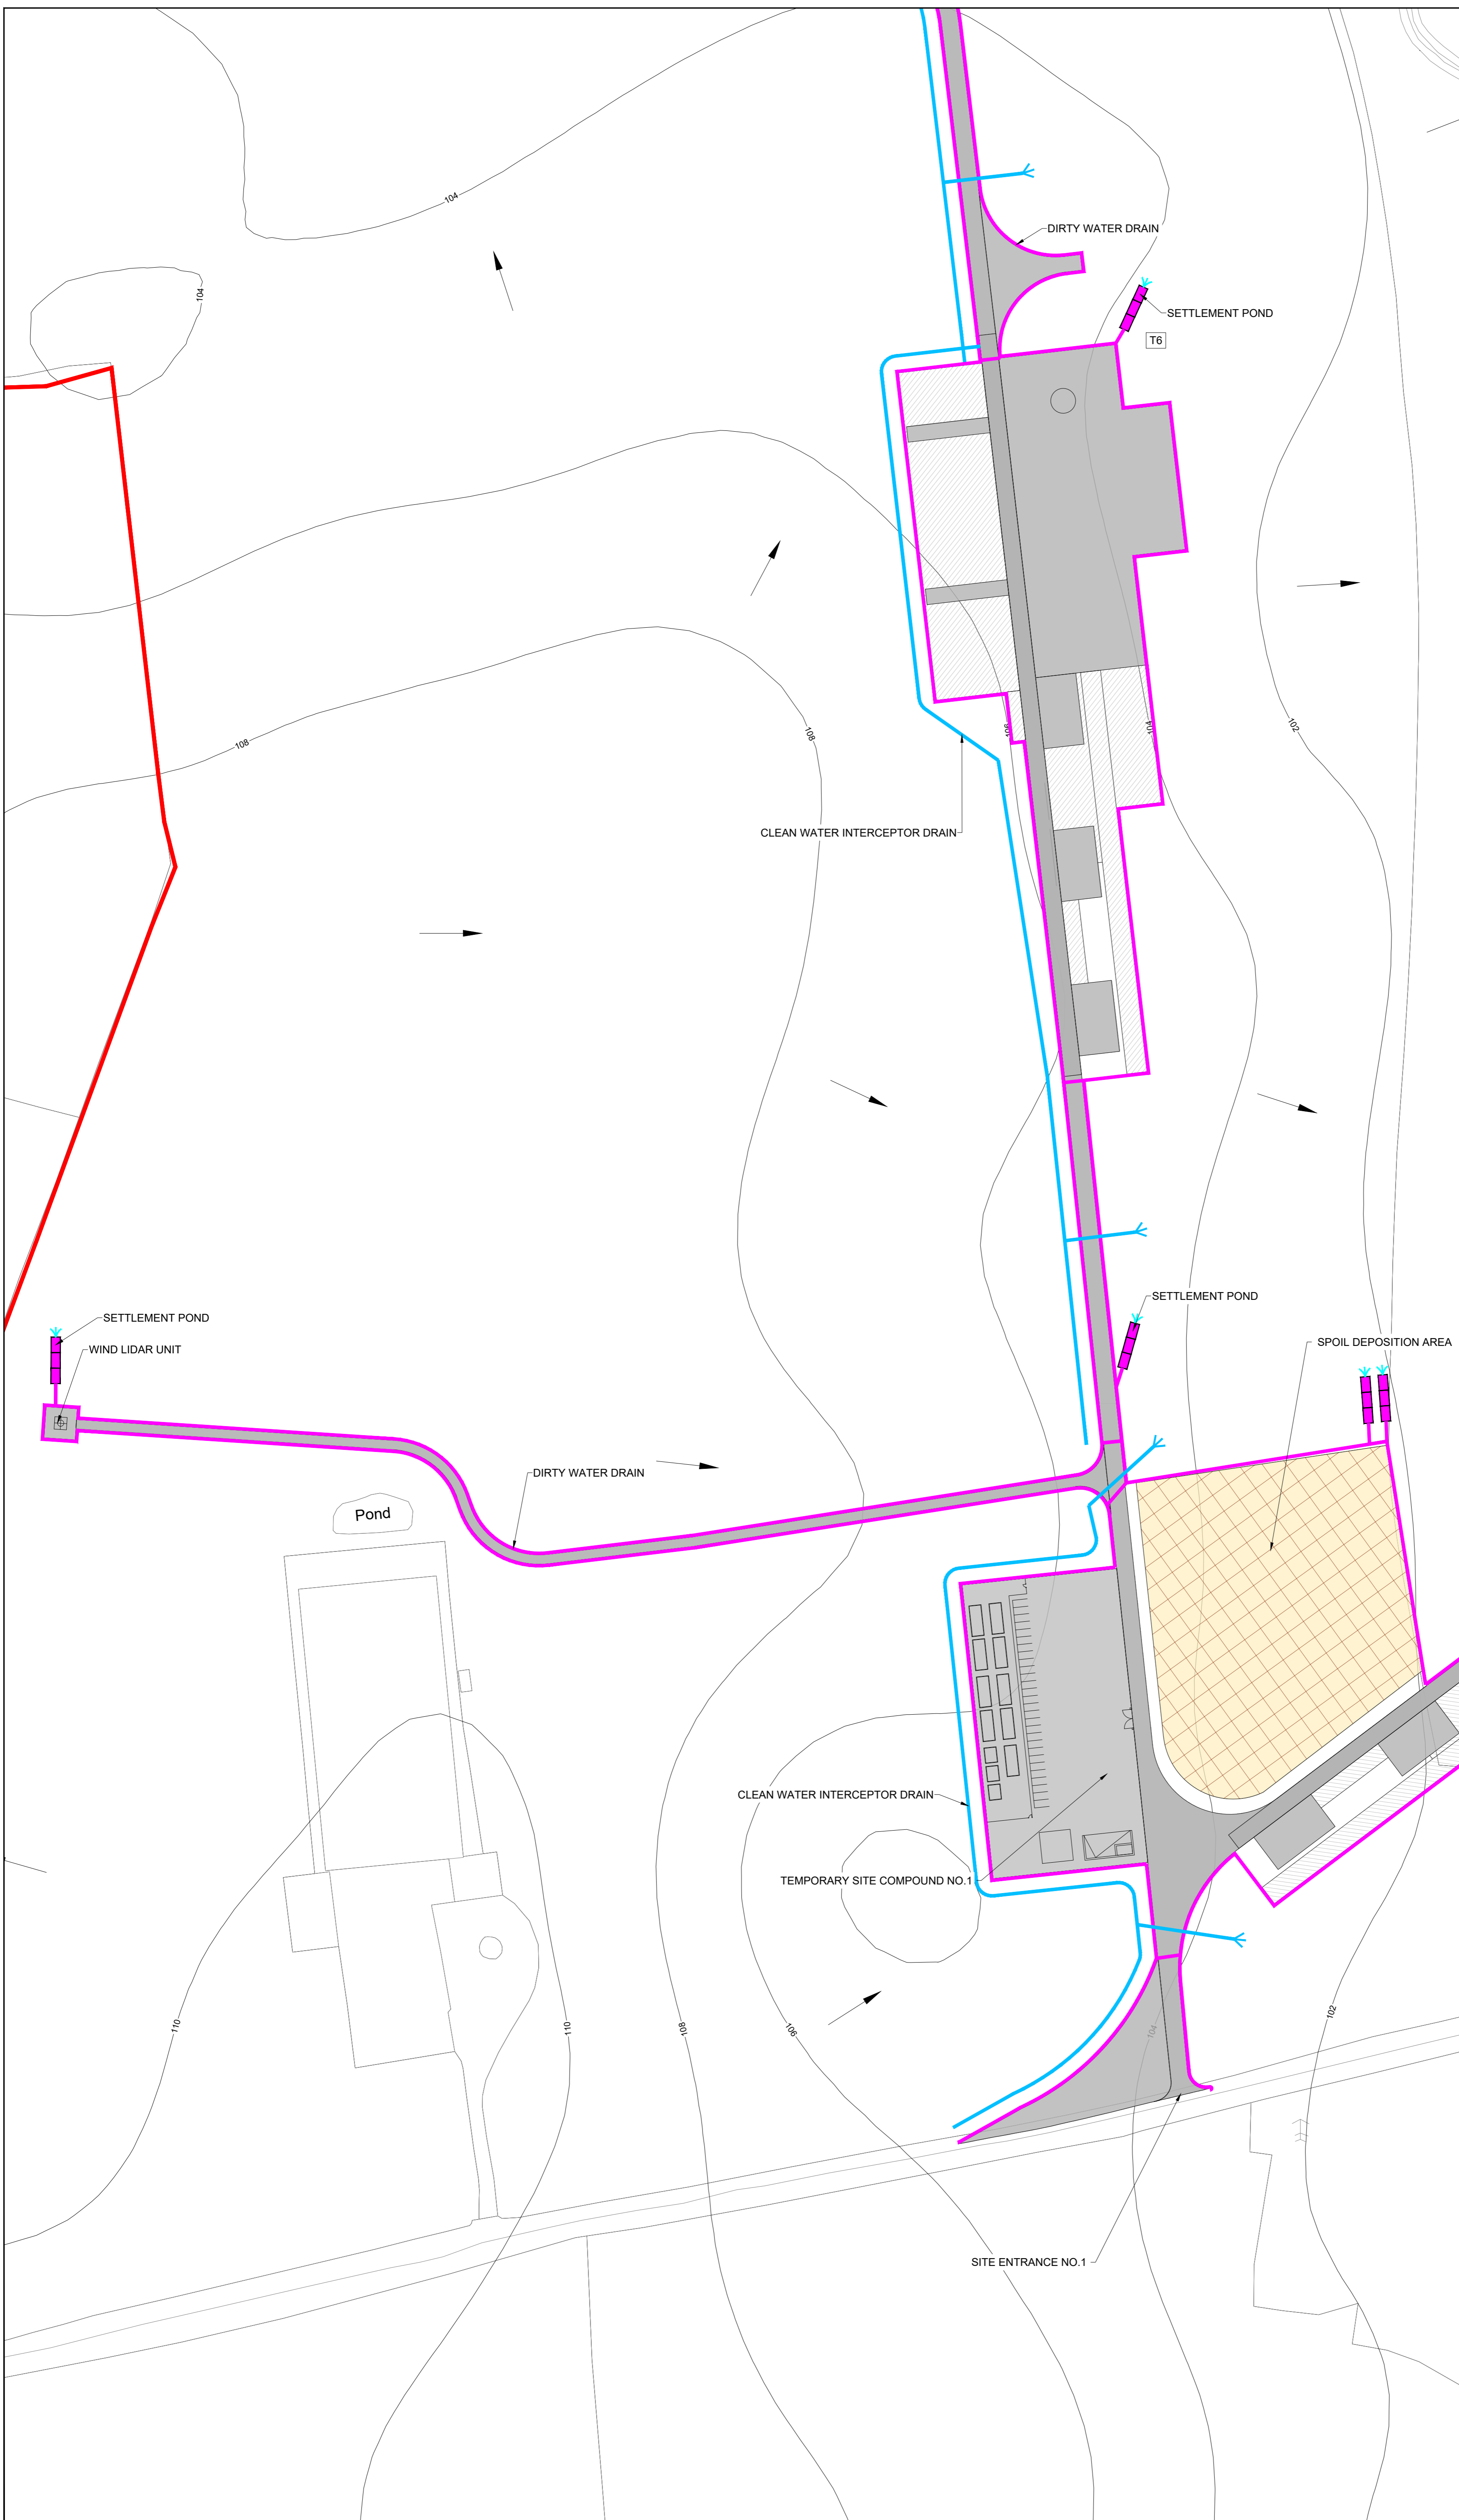 104
DIRTY WATER DRAIN
104
SETTLEMENT POND
T6
102
106
104
108
108
CLEAN WATER INTERCEPTOR DRAIN
SETTLEMENT POND
SETTLEMENT POND
SPOIL DEPOSITION AREA
WIND LIDAR UNIT
DIRTY WATER DRAIN
Pond
CLEAN WATER INTERCEPTOR DRAIN
TEMPORARY SITE COMPOUND NO.1
102
110
110
108
106
104
SITE ENTRANCE NO.1